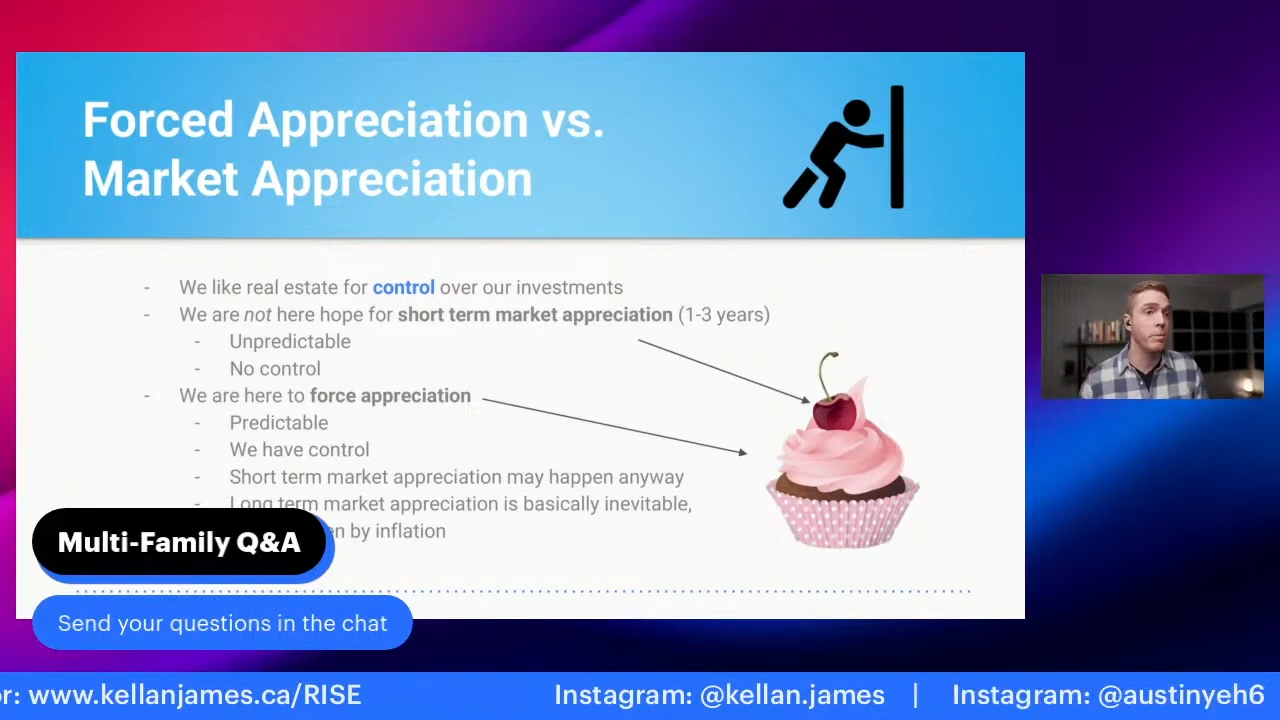 Forced Appreciation vs.
Market Appreciation
- We like real estate for control over our investments
- We are not here hope for short term market appreciation (1-3 years)
- Unpredictable
- No control
- We are here to force appreciation
- Predictable
- We have control
- Short term market appreciation may happen anyway
- Long term market appreciation is basically inevitable,
by inflation
Multi-Family Q&A
Send your questions in the chat
www.kellanjames.ca/RISE Instagram: @kellan.james | Instagram: @austinyeh6